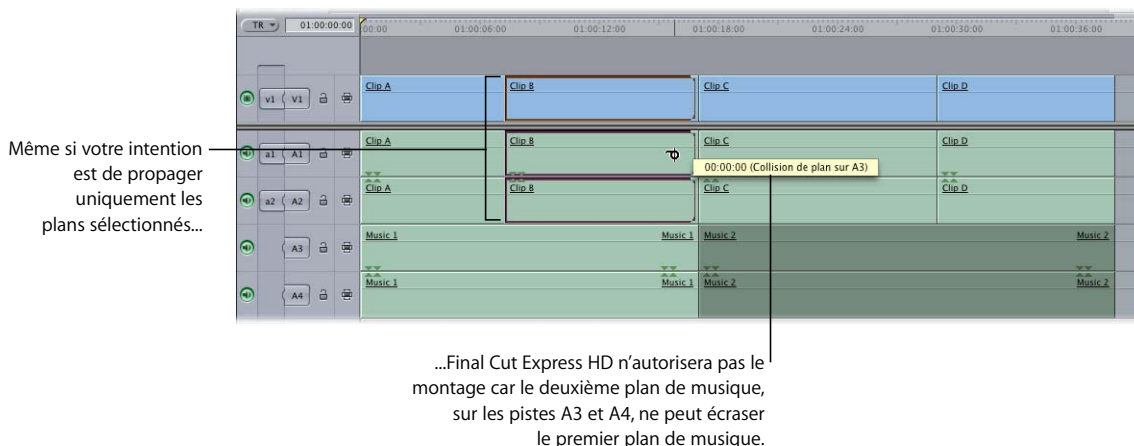 TR 01:00:00:00 00:00 01:00:06:00 01:00:12:00 01:00:18:00 01:00:24:00 01:00:30:00 01:00:36:00
v1 V1 Clip A Clip B Clip C Clip D
a1 A1 Clip A Clip B Clip C Clip D
00:00:00 (Collision de plan sur A3)
a2 A2 Clip A Clip B Clip C Clip D
A3 Music 1 Music 1 Music 2 Music 2
A4 Music 1 Music 1 Music 2 Music 2
Même si votre intention
est de propager
uniquement les
plans sélectionnés...
...Final Cut Express HD n’autorisera pas le
montage car le deuxième plan de musique,
sur les pistes A3 et A4, ne peut écraser
le premier plan de musique.